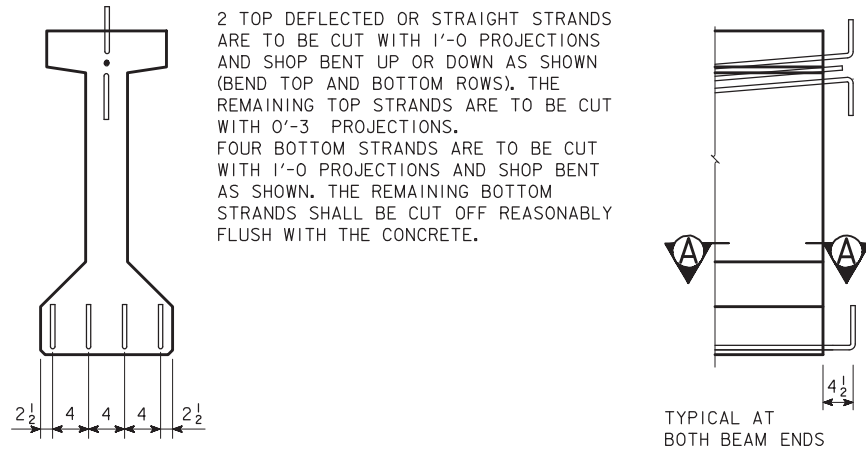 2 TOP DEFLECTED OR STRAIGHT STRANDS
ARE TO BE CUT WITH 1'-0 PROJECTIONS
AND SHOP BENT UP OR DOWN AS SHOWN
(BEND TOP AND BOTTOM ROWS). THE
REMAINING TOP STRANDS ARE TO BE CUT
WITH 0'-3 PROJECTIONS.
FOUR BOTTOM STRANDS ARE TO BE CUT
WITH 1'-0 PROJECTIONS AND SHOP BENT
AS SHOWN. THE REMAINING BOTTOM
STRANDS SHALL BE CUT OFF REASONABLY
FLUSH WITH THE CONCRETE.
A A
2½ 4 4 4 2½
4½
TYPICAL AT
BOTH BEAM ENDS